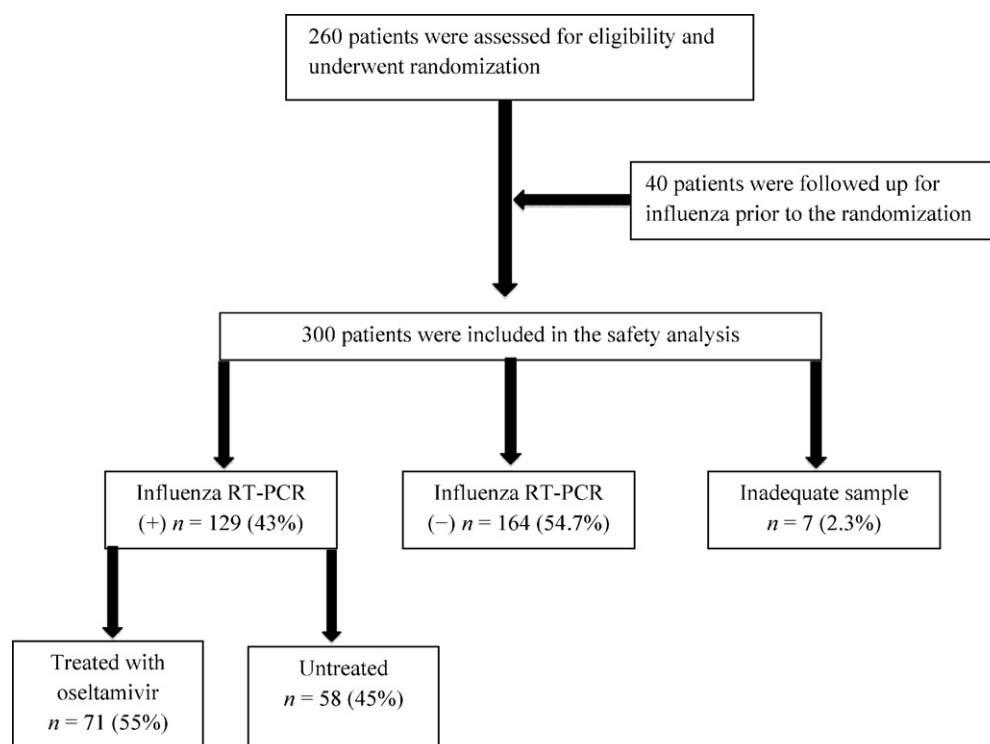 260 patients were assessed for eligibility and
underwent randomization
40 patients were followed up for
influenza prior to the randomization
300 patients were included in the safety analysis
Influenza RT-PCR
(+) n = 129 (43%)
Influenza RT-PCR
(−) n = 164 (54.7%)
Inadequate sample
n = 7 (2.3%)
Treated with
oseltamivir
n = 71 (55%)
Untreated
n = 58 (45%)